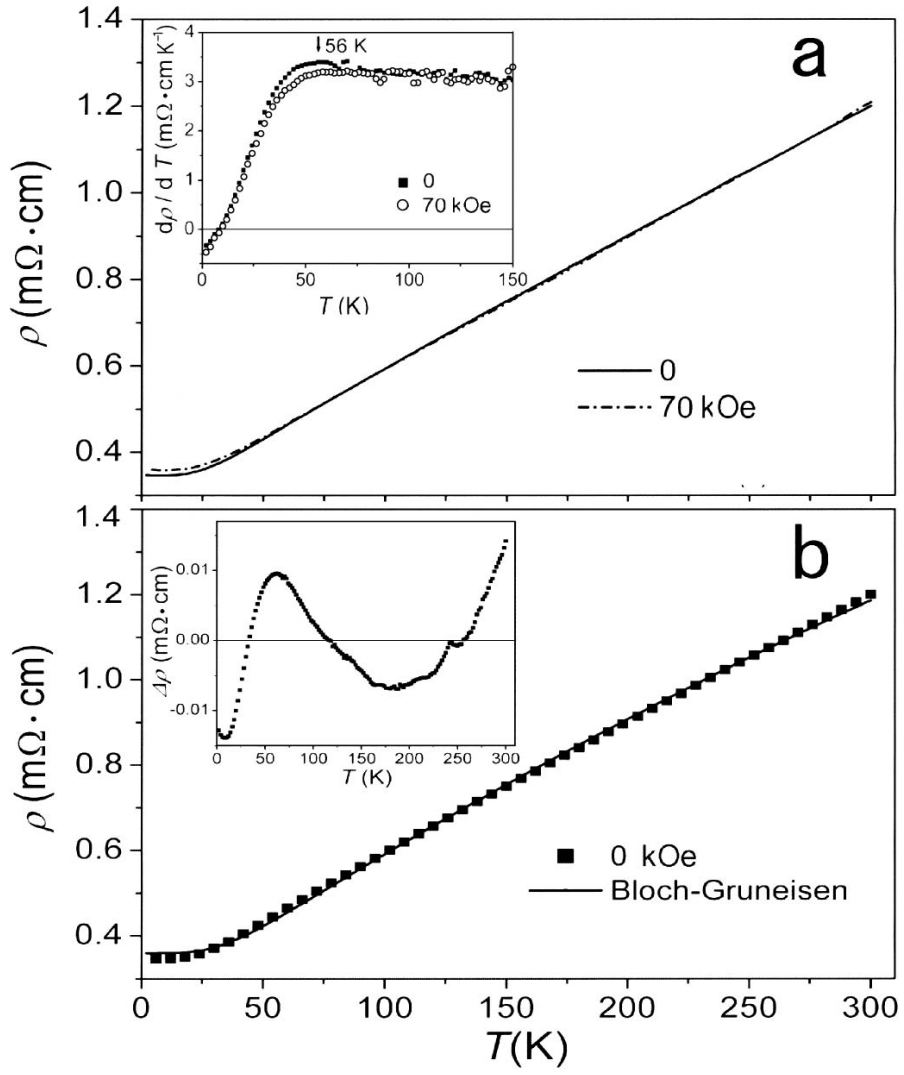 a
1.4
1.2
1.0
0.8
0.6
0.4
ρ (mΩ·cm)
56 K
4
3
2
1
0
dρ / d T (mΩ·cm K⁻¹)
0
70 kOe
0 50 100 150
T (K)
0
70 kOe
b
1.4
1.2
1.0
0.8
0.6
0.4
ρ (mΩ·cm)
0.01
0.00
-0.01
Δρ (mΩ·cm)
0 50 100 150 200 250 300
T (K)
0 kOe
Bloch-Gruneisen
0 50 100 150 200 250 300
T(K)